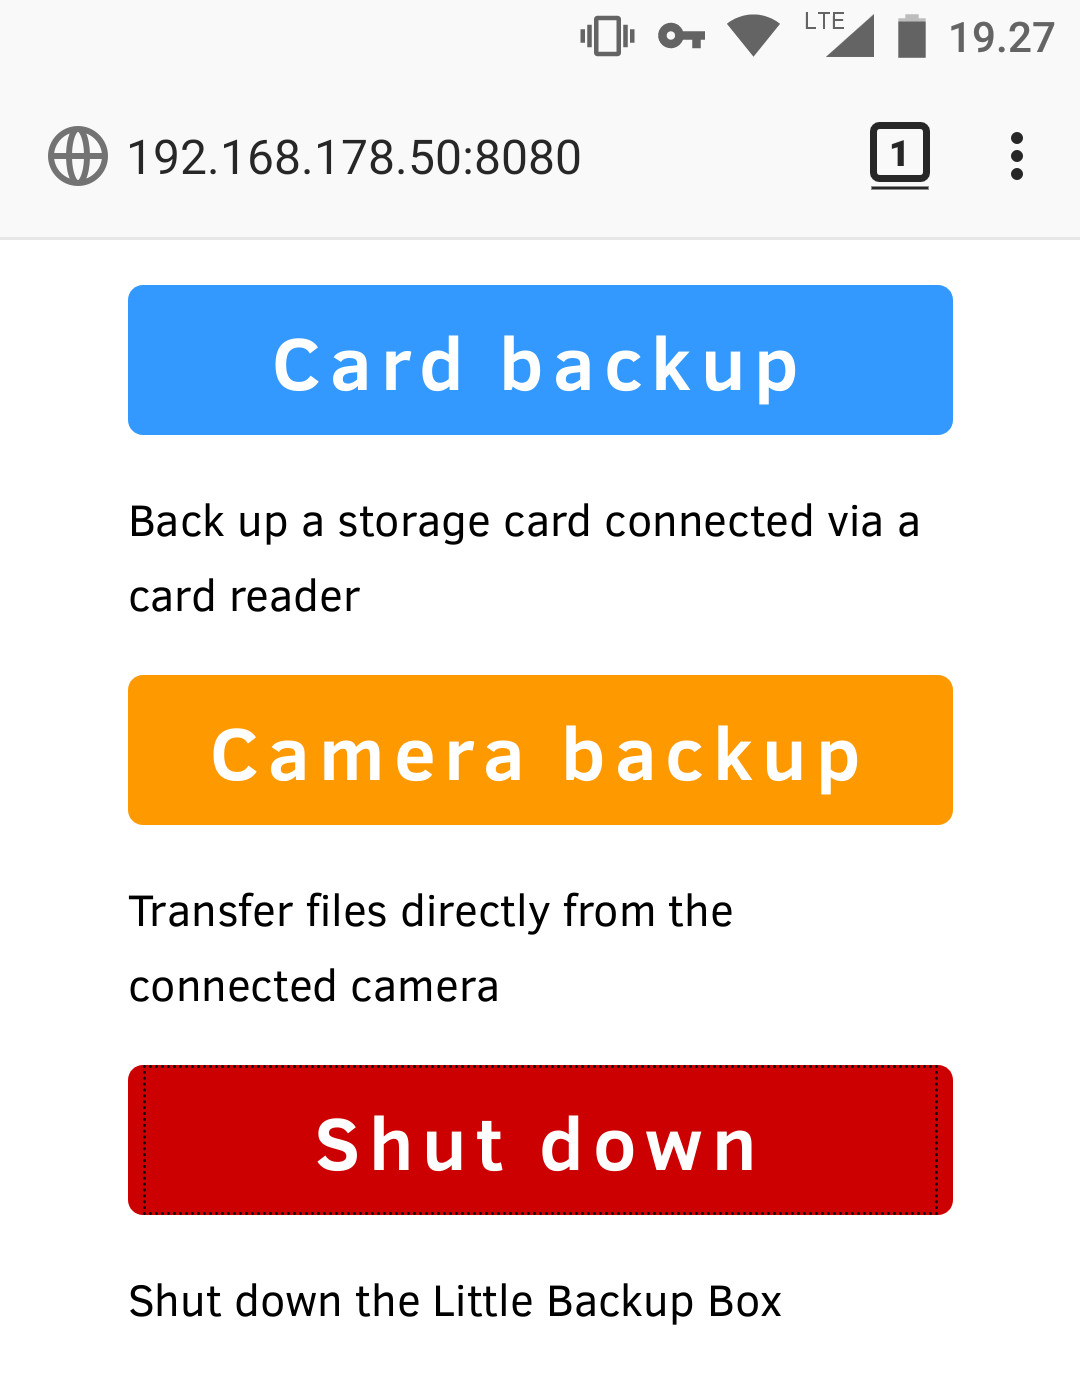 LTE 19.27
192.168.178.50:8080 1
Card backup
Back up a storage card connected via a
card reader
Camera backup
Transfer files directly from the
connected camera
Shut down
Shut down the Little Backup Box